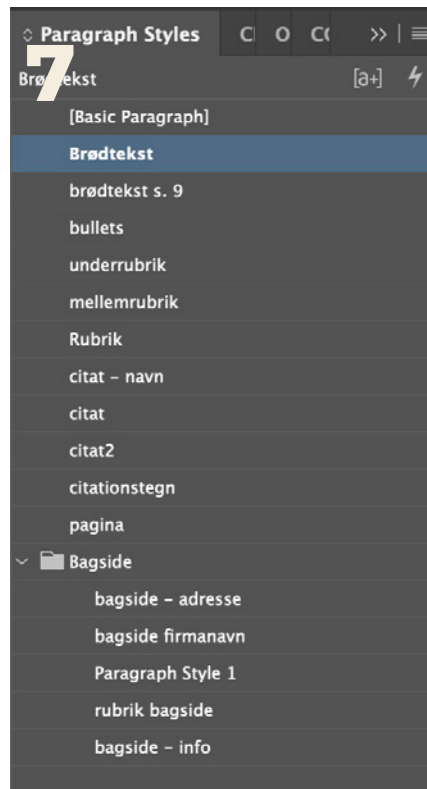 Paragraph Styles
7
[a+]
[Basic Paragraph]
Brødtekst
brødtekst s. 9
bullets
underrubrik
mellemrubrik
Rubrik
citat – navn
citat
citat2
citationstegn
pagina
Bagside
bagside – adresse
bagside firmanavn
Paragraph Style 1
rubrik bagside
bagside – info